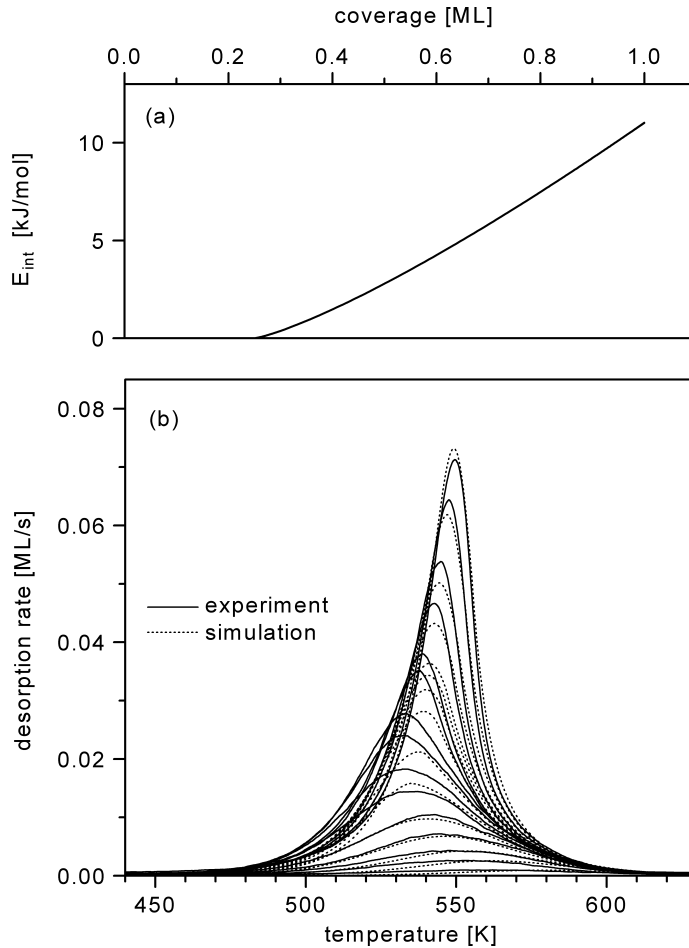 coverage [ML]
0.0 0.2 0.4 0.6 0.8 1.0
(a)
10
5
0
E_int [kJ/mol]
(b)
0.08
0.06
0.04
0.02
0.00
desorption rate [ML/s]
experiment
simulation
450 500 550 600
temperature [K]